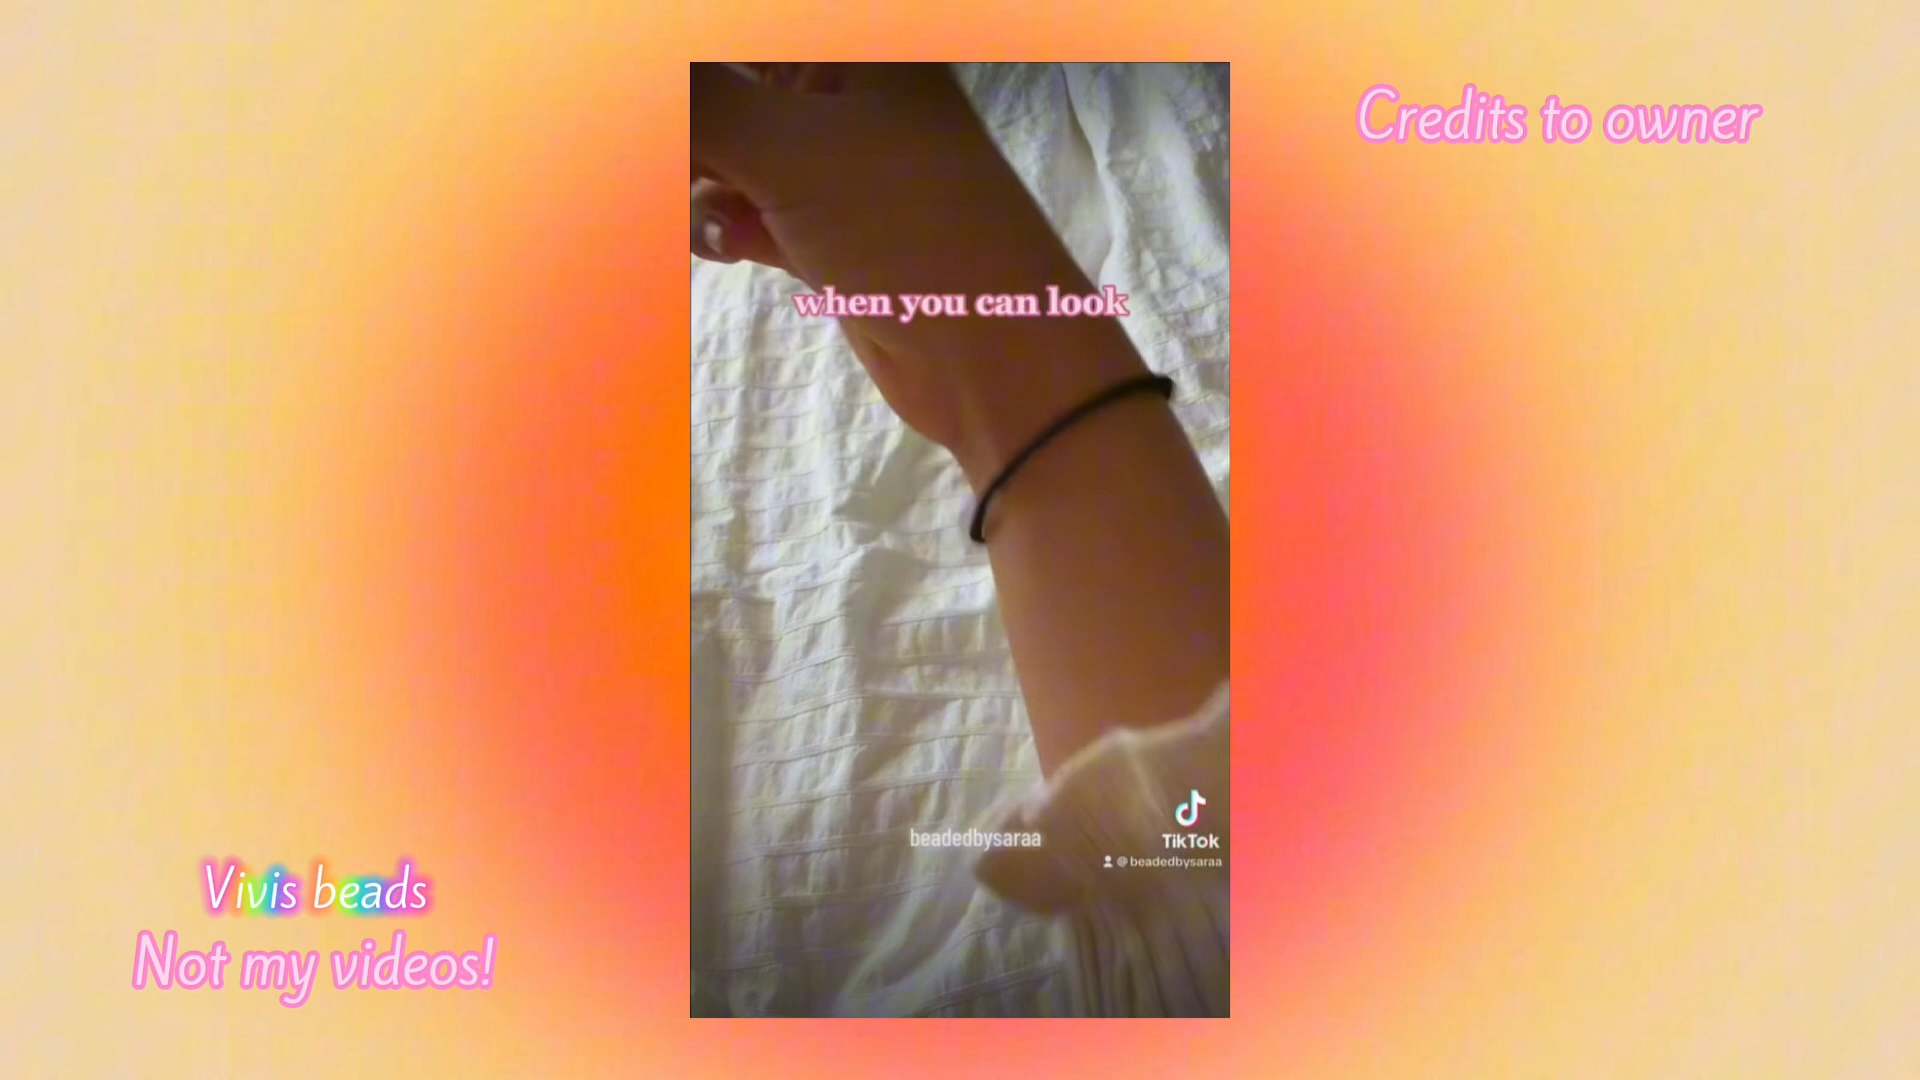 Credits to owner
when you can look
beadedbysaraa
TikTok
@beadedbysaraa
Vivis beads
Not my videos!